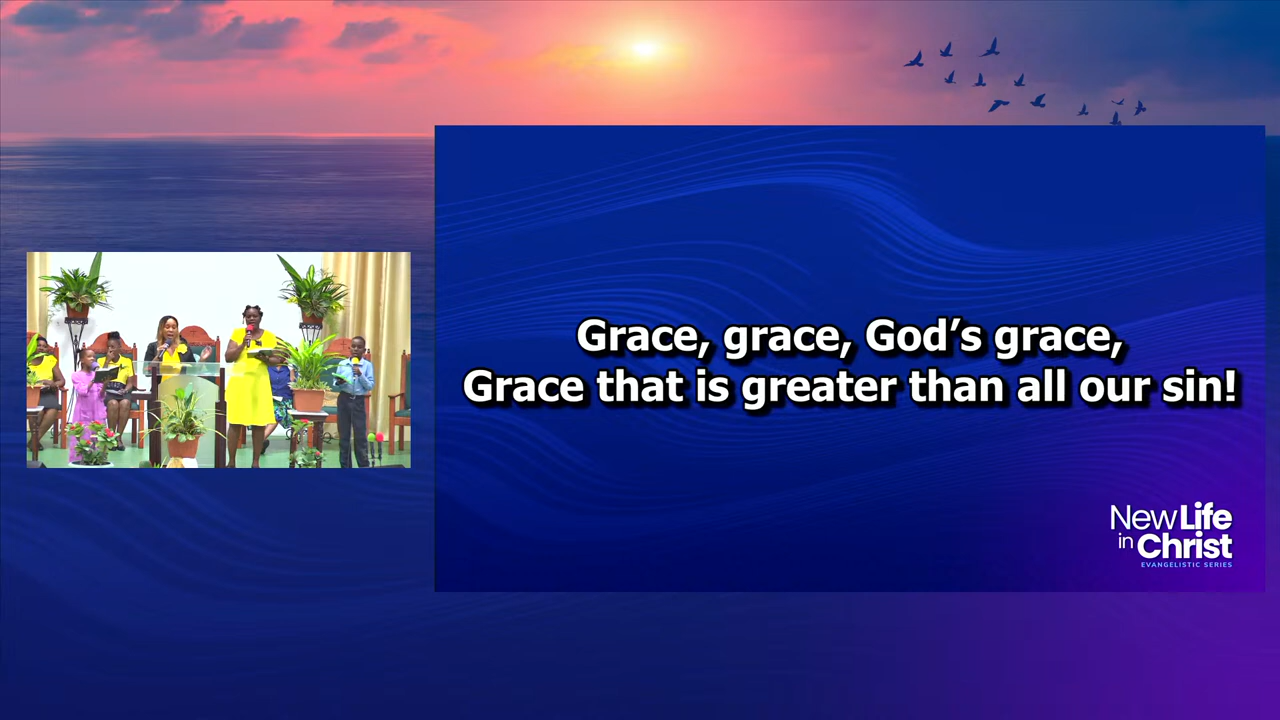 Grace, grace, God’s grace,
Grace that is greater than all our sin!
New Life
in Christ
EVANGELISTIC SERIES